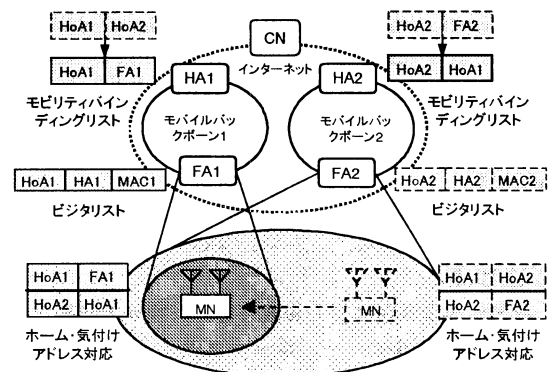 HoA1 HoA2
HoA1 FA1
モビリティバイン
ディングリスト
CN
インターネット
HA1
HA2
HoA2 FA2
HoA2 HoA1
モビリティバイン
ディングリスト
モバイルバッ
クボーン1
モバイルバッ
クボーン2
FA1
FA2
HoA1 HA1 MAC1
ビジタリスト
HoA2 HA2 MAC2
ビジタリスト
HoA1 FA1
HoA2 HoA1
ホーム・気付け
アドレス対応
MN
MN
HoA1 HoA2
HoA2 FA2
ホーム・気付け
アドレス対応